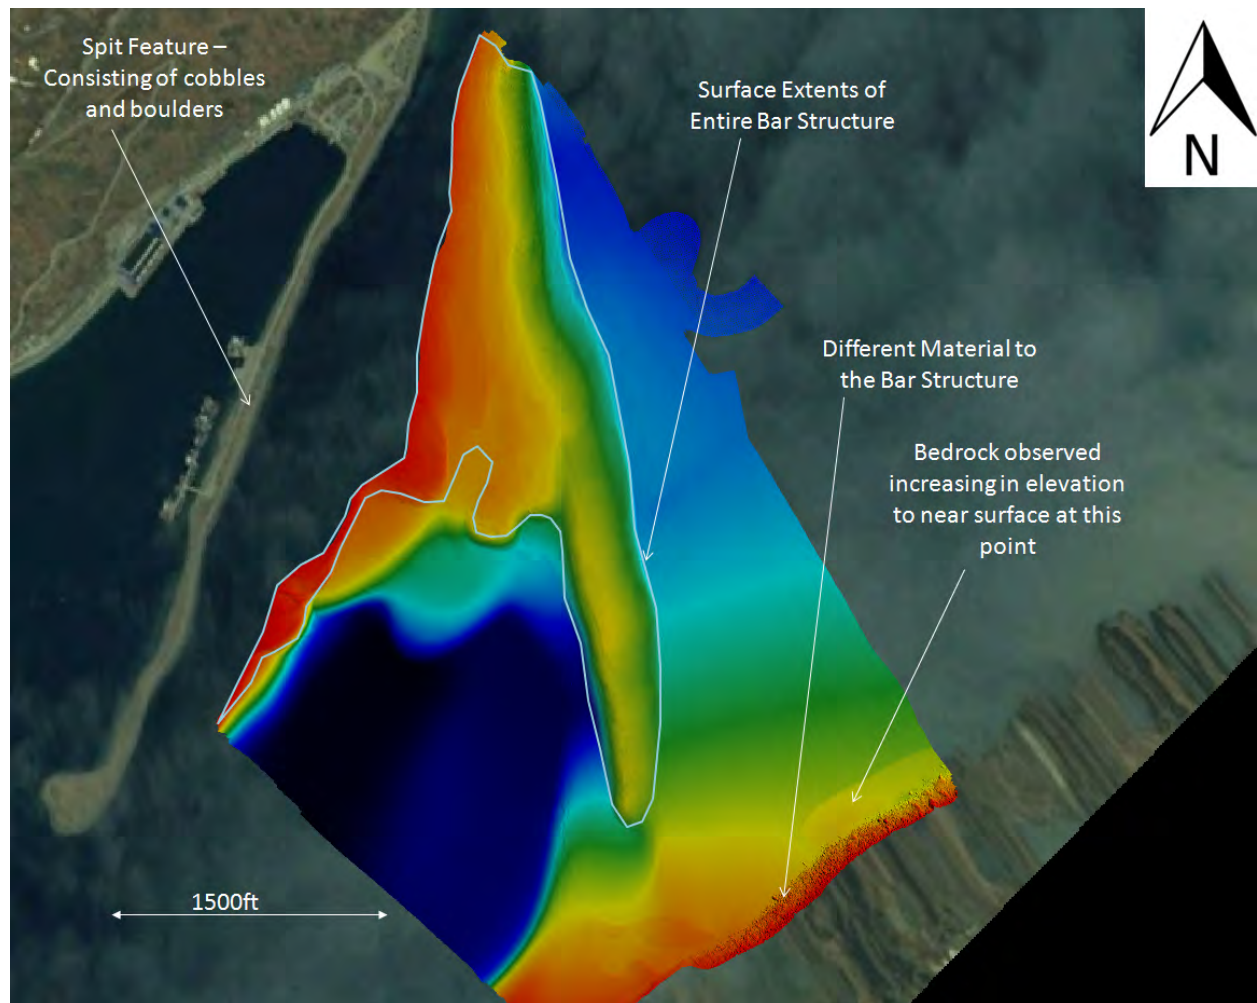 Spit Feature –
Consisting of cobbles
and boulders
Surface Extents of
Entire Bar Structure
N
Different Material to
the Bar Structure
Bedrock observed
increasing in elevation
to near surface at this
point
1500ft